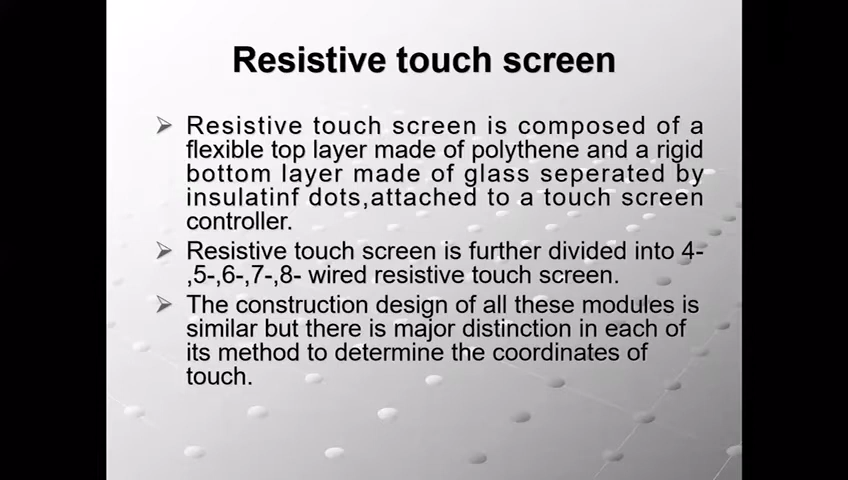 Resistive touch screen
Resistive touch screen is composed of a
flexible top layer made of polythene and a rigid
bottom layer made of glass seperated by
insulatinf dots,attached to a touch screen
controller.
Resistive touch screen is further divided into 4-
,5-,6-,7-,8- wired resistive touch screen.
The construction design of all these modules is
similar but there is major distinction in each of
its method to determine the coordinates of
touch.